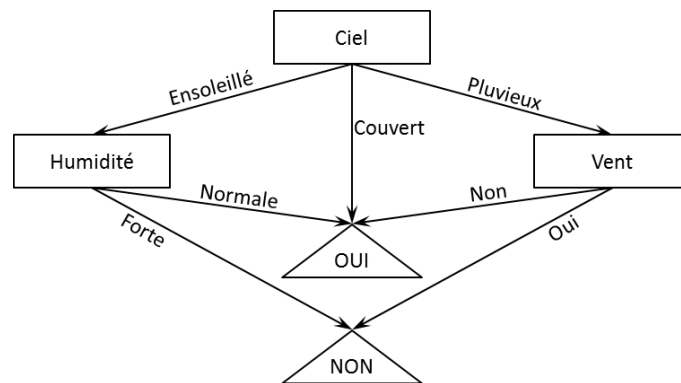 Ciel
Ensoleillé
Couvert
Pluvieux
Humidité
Vent
Normale
Non
Forte
Oui
OUI
NON